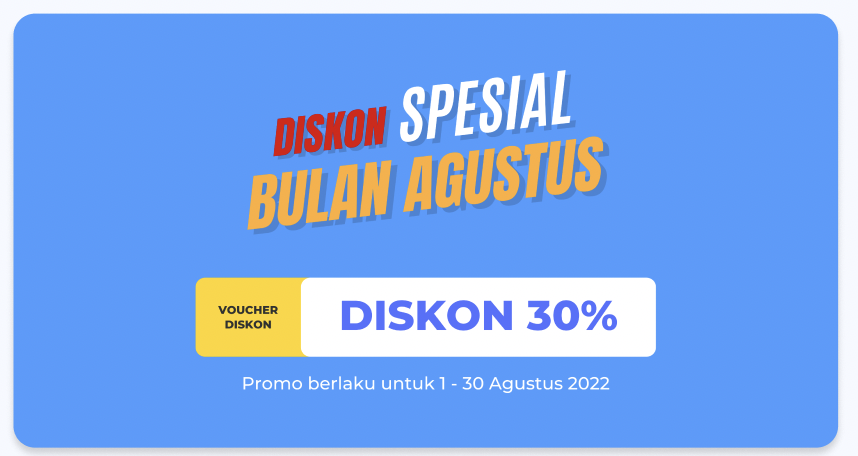 DISKON SPESIAL
BULAN AGUSTUS
VOUCHER
DISKON
DISKON 30%
Promo berlaku untuk 1 - 30 Agustus 2022